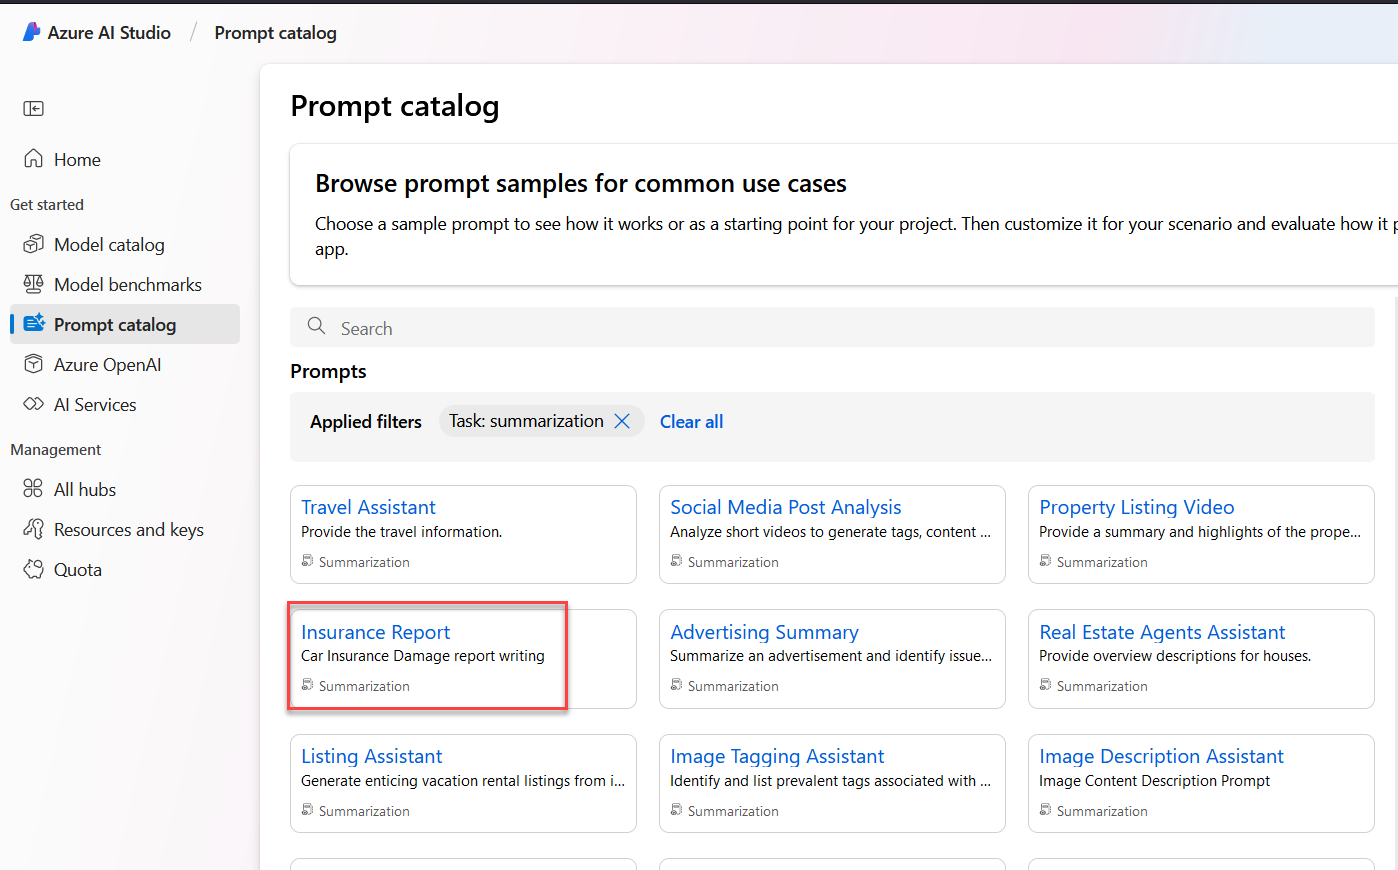 Azure AI Studio / Prompt catalog
Home
Get started
Model catalog
Model benchmarks
Prompt catalog
Azure OpenAI
AI Services
Management
All hubs
Resources and keys
Quota
Prompt catalog
Browse prompt samples for common use cases
Choose a sample prompt to see how it works or as a starting point for your project. Then customize it for your scenario and evaluate how it
app.
Search
Prompts
Applied filters
Task: summarization
Clear all
Travel Assistant
Provide the travel information.
Summarization
Social Media Post Analysis
Analyze short videos to generate tags, content ...
Summarization
Property Listing Video
Provide a summary and highlights of the prope...
Summarization
Insurance Report
Car Insurance Damage report writing
Summarization
Advertising Summary
Summarize an advertisement and identify issue...
Summarization
Real Estate Agents Assistant
Provide overview descriptions for houses.
Summarization
Listing Assistant
Generate enticing vacation rental listings from i...
Summarization
Image Tagging Assistant
Identify and list prevalent tags associated with ...
Summarization
Image Description Assistant
Image Content Description Prompt
Summarization